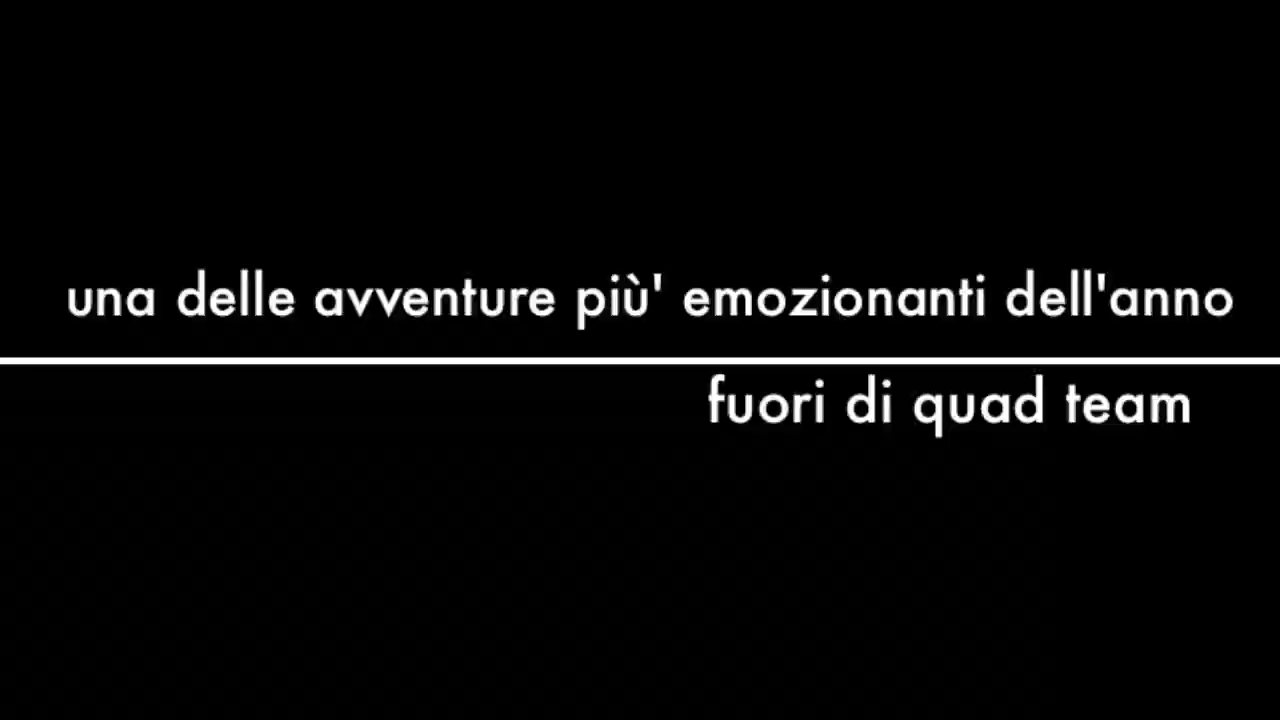 una delle avventure più' emozionanti dell'anno
fuori di quad team